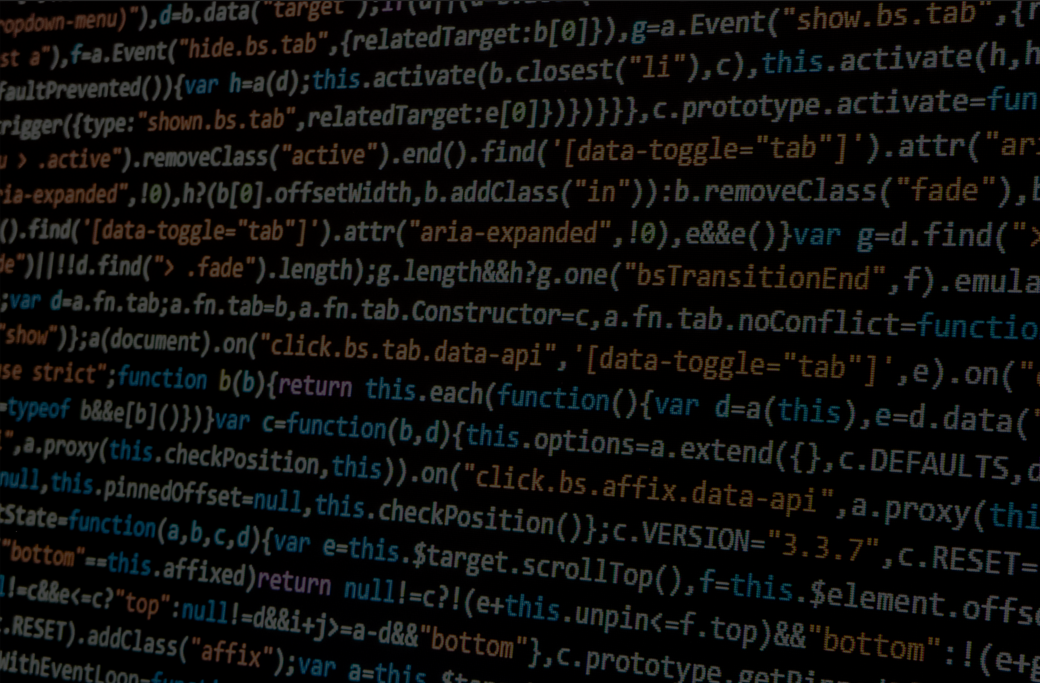 ropdown-menu)"),d=b.data("target
st a"),f=a.Event("hide.bs.tab",{relatedTarget:b[0]}),g=a.Event("show.bs.tab",{r
faultPrevented()){var h=a(d);this.activate(b.closest("li"),c),this.activate(h,h
rigger({type:"shown.bs.tab",relatedTarget:e[0]})})}}},c.prototype.activate=fun
u > .active").removeClass("active").end().find('[data-toggle="tab"]').attr("ar
ria-expanded",!0),h?(b[0].offsetWidth,b.addClass("in")):b.removeClass("fade"),b
().find('[data-toggle="tab"]').attr("aria-expanded",!0),e&&e()}var g=d.find(">
de")||!!d.find("> .fade").length);g.length&&h?g.one("bsTransitionEnd",f).emula
;var d=a.fn.tab;a.fn.tab=b,a.fn.tab.Constructor=c,a.fn.tab.noConflict=functio
"show")};a(document).on("click.bs.tab.data-api",'[data-toggle="tab"]',e).on("
se strict";function b(b){return this.each(function(){var d=a(this),e=d.data("
=typeof b&&e[b]()})}var c=function(b,d){this.options=a.extend({},c.DEFAULTS,
",a.proxy(this.checkPosition,this)).on("click.bs.affix.data-api",a.proxy(thi
null,this.pinnedOffset=null,this.checkPosition()};c.VERSION="3.3.7",c.RESET=
tState=function(a,b,c,d){var e=this.$target.scrollTop(),f=this.$element.offs
"bottom"==this.affixed)return null!=c?!(e+this.unpin<=f.top)&&"bottom":!(e+g
l!=c&&e<=c?"top":null!=d&&i+j>=a-d&&"bottom"},c.prototype.getPin
.RESET).addClass("affix");var a=this.$ta
WithEventLoop=functi